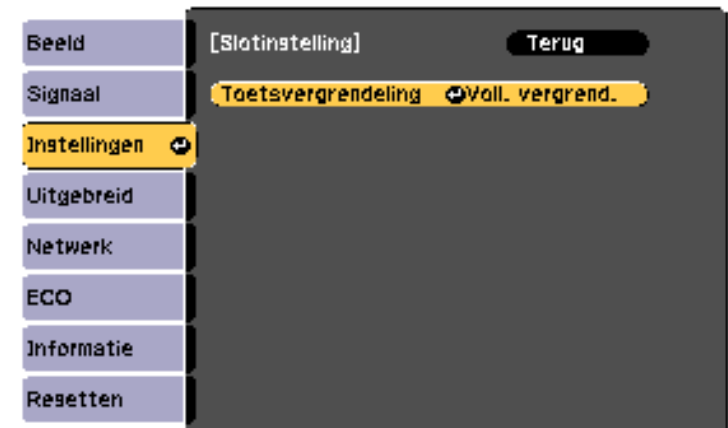 Beeld
Signaal
Instellingen
Uitgebreid
Netwerk
ECO
Informatie
Resetten
[Slotinstelling] Terug
Toetsvergrendeling Voll. vergrend.